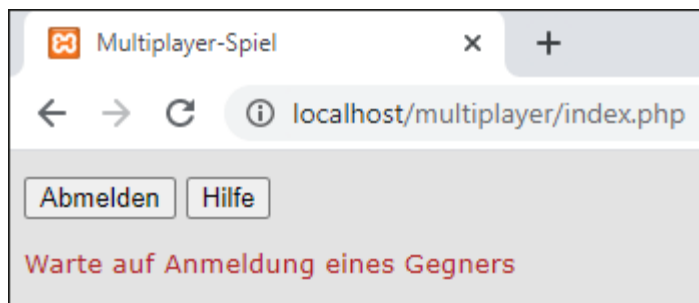 Multiplayer-Spiel
localhost/multiplayer/index.php
Abmelden Hilfe
Warte auf Anmeldung eines Gegners